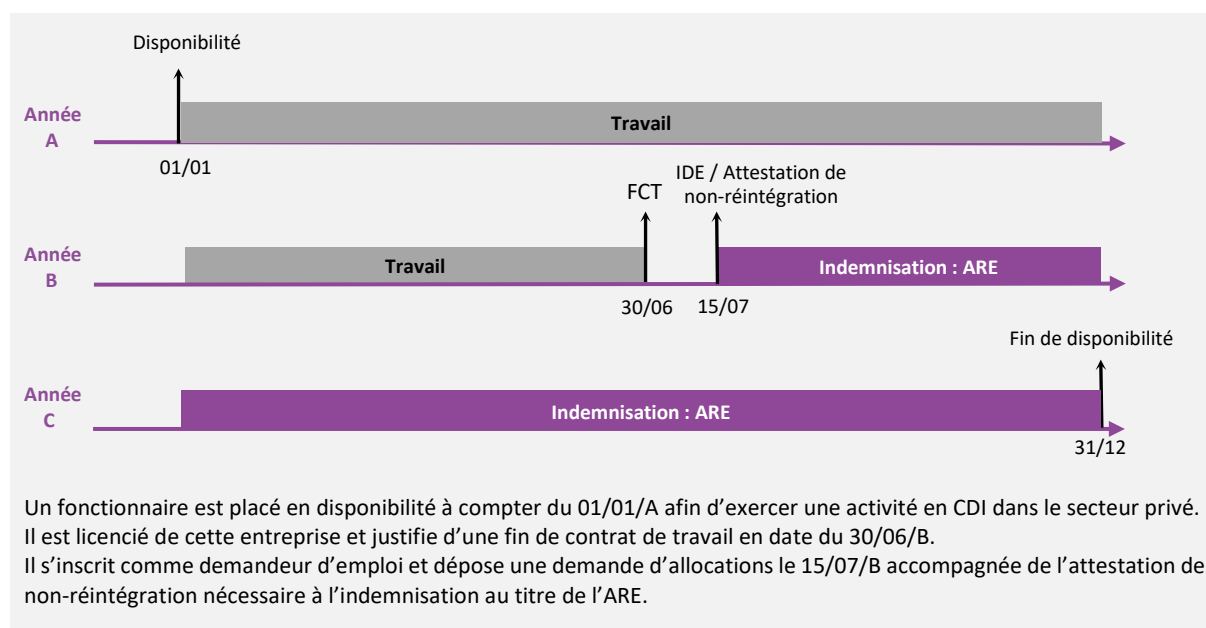 Disponibilité
Année
A
Travail
01/01
IDE / Attestation de
non-réintégration
FCT
Année
B
Travail
Indemnisation : ARE
30/06
15/07
Fin de disponibilité
Année
C
Indemnisation : ARE
31/12
Un fonctionnaire est placé en disponibilité à compter du 01/01/A afin d’exercer une activité en CDI dans le secteur privé.
Il est licencié de cette entreprise et justifie d’une fin de contrat de travail en date du 30/06/B.
Il s’inscrit comme demandeur d’emploi et dépose une demande d’allocations le 15/07/B accompagnée de l’attestation de
non-réintégration nécessaire à l’indemnisation au titre de l’ARE.